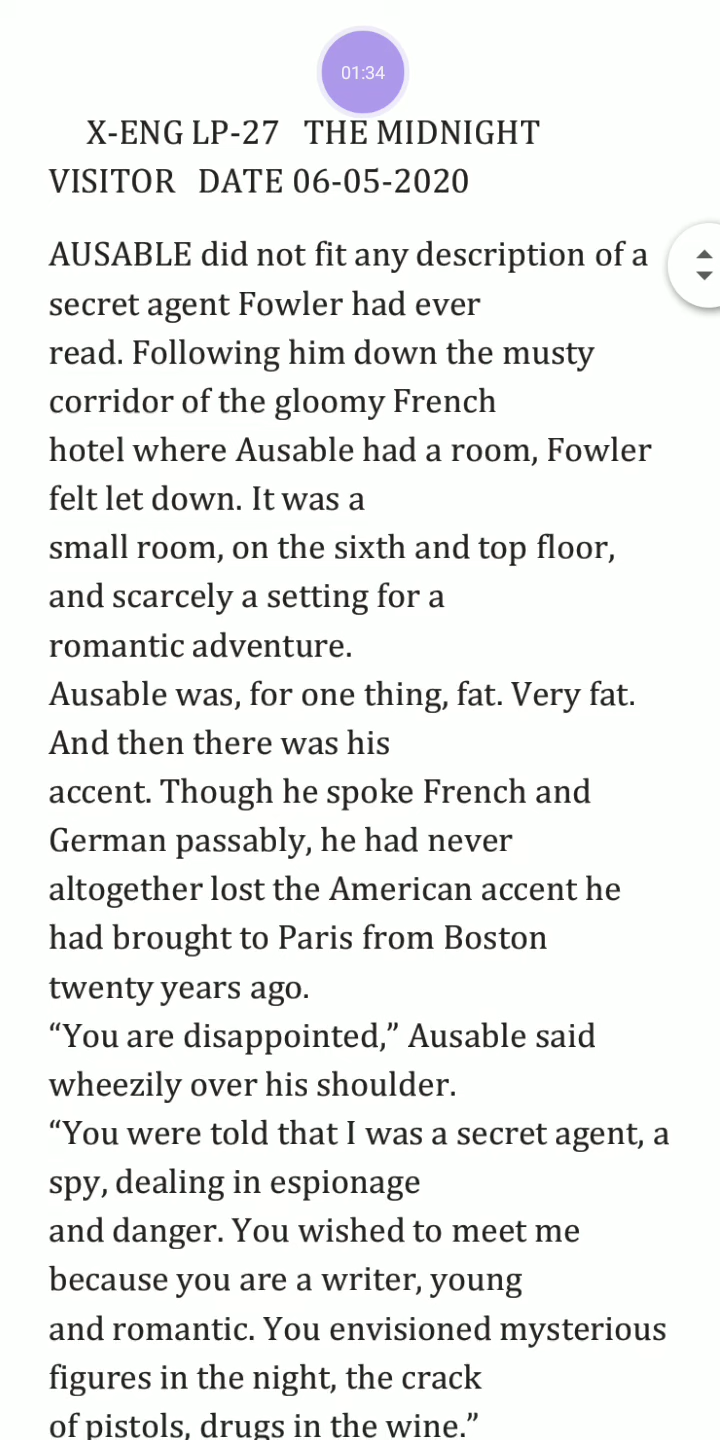 01:34
X-ENG LP-27 THE MIDNIGHT
VISITOR DATE 06-05-2020
AUSABLE did not fit any description of a
secret agent Fowler had ever
read. Following him down the musty
corridor of the gloomy French
hotel where Ausable had a room, Fowler
felt let down. It was a
small room, on the sixth and top floor,
and scarcely a setting for a
romantic adventure.
Ausable was, for one thing, fat. Very fat.
And then there was his
accent. Though he spoke French and
German passably, he had never
altogether lost the American accent he
had brought to Paris from Boston
twenty years ago.
“You are disappointed,” Ausable said
wheezily over his shoulder.
“You were told that I was a secret agent, a
spy, dealing in espionage
and danger. You wished to meet me
because you are a writer, young
and romantic. You envisioned mysterious
figures in the night, the crack
of pistols, drugs in the wine.”